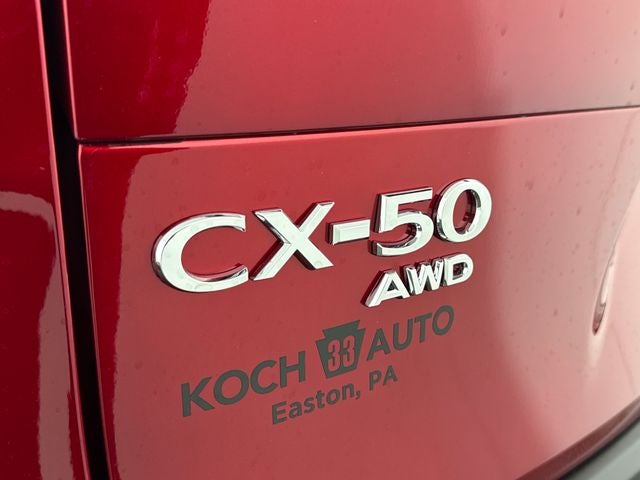 CX-50
AWD
KOCH 33 AUTO
Easton, PA